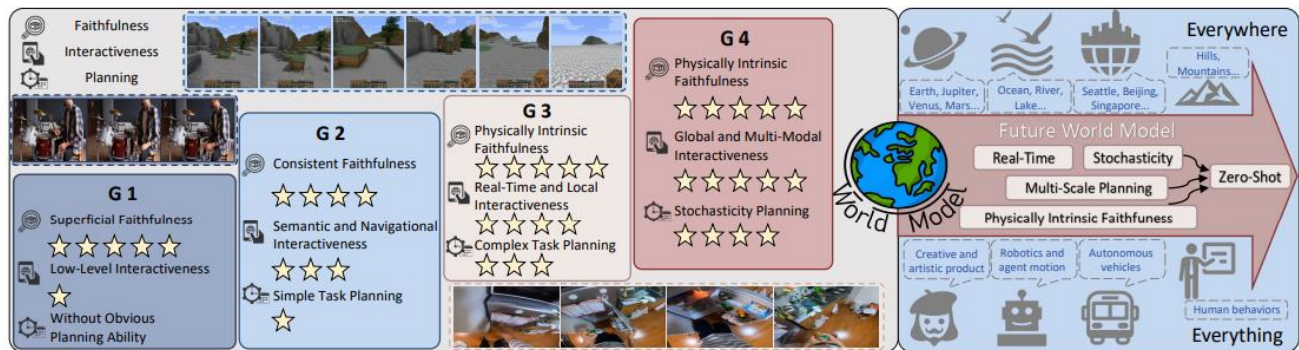 Faithfulness
Interactiveness
Planning
G 1
Superficial Faithfulness
Low-Level Interactiveness
Without Obvious
Planning Ability
G 2
Consistent Faithfulness
Semantic and Navigational
Interactiveness
Simple Task Planning
G 3
Physically Intrinsic
Faithfulness
Real-Time and Local
Interactiveness
Complex Task Planning
G 4
Physically Intrinsic
Faithfulness
Global and Multi-Modal
Interactiveness
Stochasticity Planning
World Model
Everywhere
Earth, Jupiter,
Venus, Mars...
Ocean, River,
Lake...
Seattle, Beijing,
Singapore...
Hills,
Mountains...
Future World Model
Real-Time
Stochasticity
Multi-Scale Planning
Zero-Shot
Physically Intrinsic Faithfuness
Creative and
artistic product
Robotics and
agent motion
Autonomous
vehicles
Human behaviors
Everything